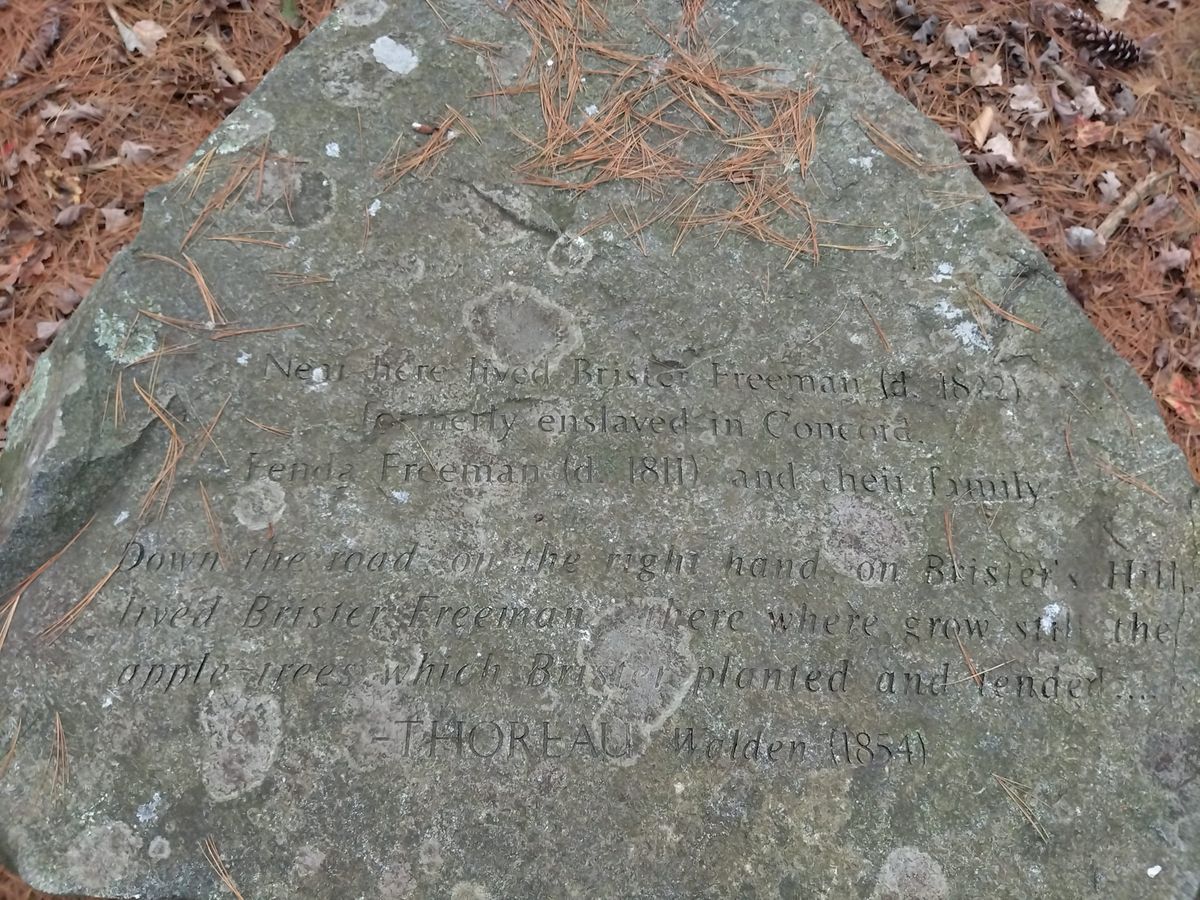 Near here lived Brister Freeman (d. 1822),
formerly enslaved in Concord,
Fenda Freeman (d. 1811) and their family.
Down the road, on the right hand, on Brister's Hill,
lived Brister Freeman... there where grow still the
apple-trees which Brister planted and tended...
-THOREAU, Walden (1854)